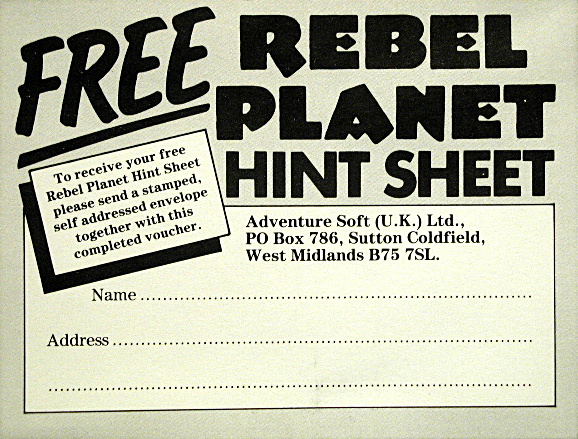 FREE
REBEL
PLANET
HINT SHEET
To receive your free
Rebel Planet Hint Sheet
please send a stamped,
self addressed envelope
together with this
completed voucher.
Adventure Soft (U.K.) Ltd.,
PO Box 786, Sutton Coldfield,
West Midlands B75 7SL.
Name
Address